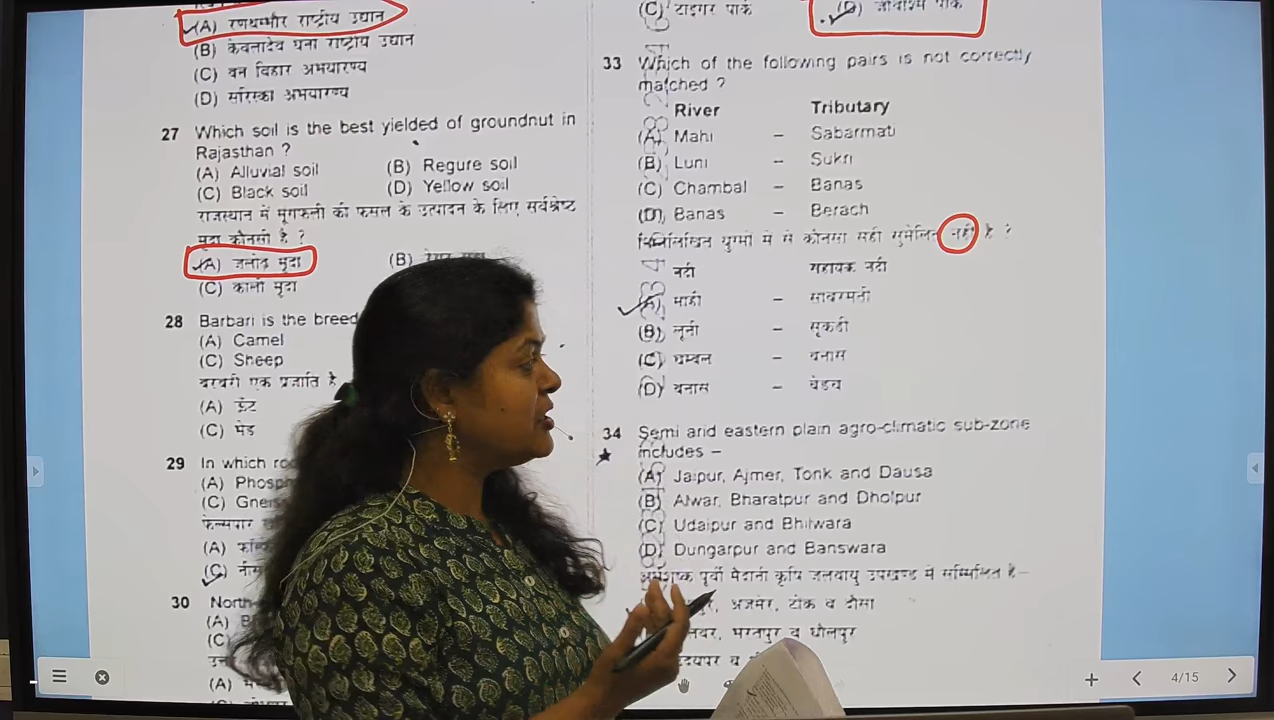 (A) रणथम्भौर राष्ट्रीय उद्यान
(B) केवलादेव घना राष्ट्रीय उद्यान
(C) वन विहार अभयारण्य
(D) सरिस्का अभयारण्य
27 Which soil is the best yielded of groundnut in
Rajasthan ?
(A) Alluvial soil (B) Regure soil
(C) Black soil (D) Yellow soil
राजस्थान में मूंगफली की फसल के उत्पादन के लिए सर्वश्रेष्ठ
मृदा कौनसी है ?
(A) जलोढ़ मृदा (B)
(C) काली मृदा
28 Barbari is the breed
(A) Camel
(C) Sheep
बरबरी एक प्रजाति है
(A) ऊँट
(C) भेड़
29 In which
(A)
(C)
(A)
(C)
30 North-
(A)
(C)
(A)
(C) टाइगर पार्क (D) जीवाश्म पार्क
33 Which of the following pairs is not correctly
matched ?
River Tributary
(A) Mahi – Sabarmati
(B) Luni – Sukri
(C) Chambal – Banas
(D) Banas – Berach
निम्नलिखित युग्मों में से कौनसा सही सुमेलित नहीं है ?
नदी सहायक नदी
(A) माही – साबरमती
(B) लूनी – सूकडी
(C) चम्बल – बनास
(D) बनास – बेडच
34 Semi arid eastern plain agro-climatic sub-zone
includes –
(A) Jaipur, Ajmer, Tonk and Dausa
(B) Alwar, Bharatpur and Dholpur
(C) Udaipur and Bhilwara
(D) Dungarpur and Banswara
अर्धशुष्क पूर्वी मैदानी कृषि जलवायु उपखण्ड में सम्मिलित है–
अजमेर, टोंक व दौसा
भरतपुर व धौलपुर
4/15